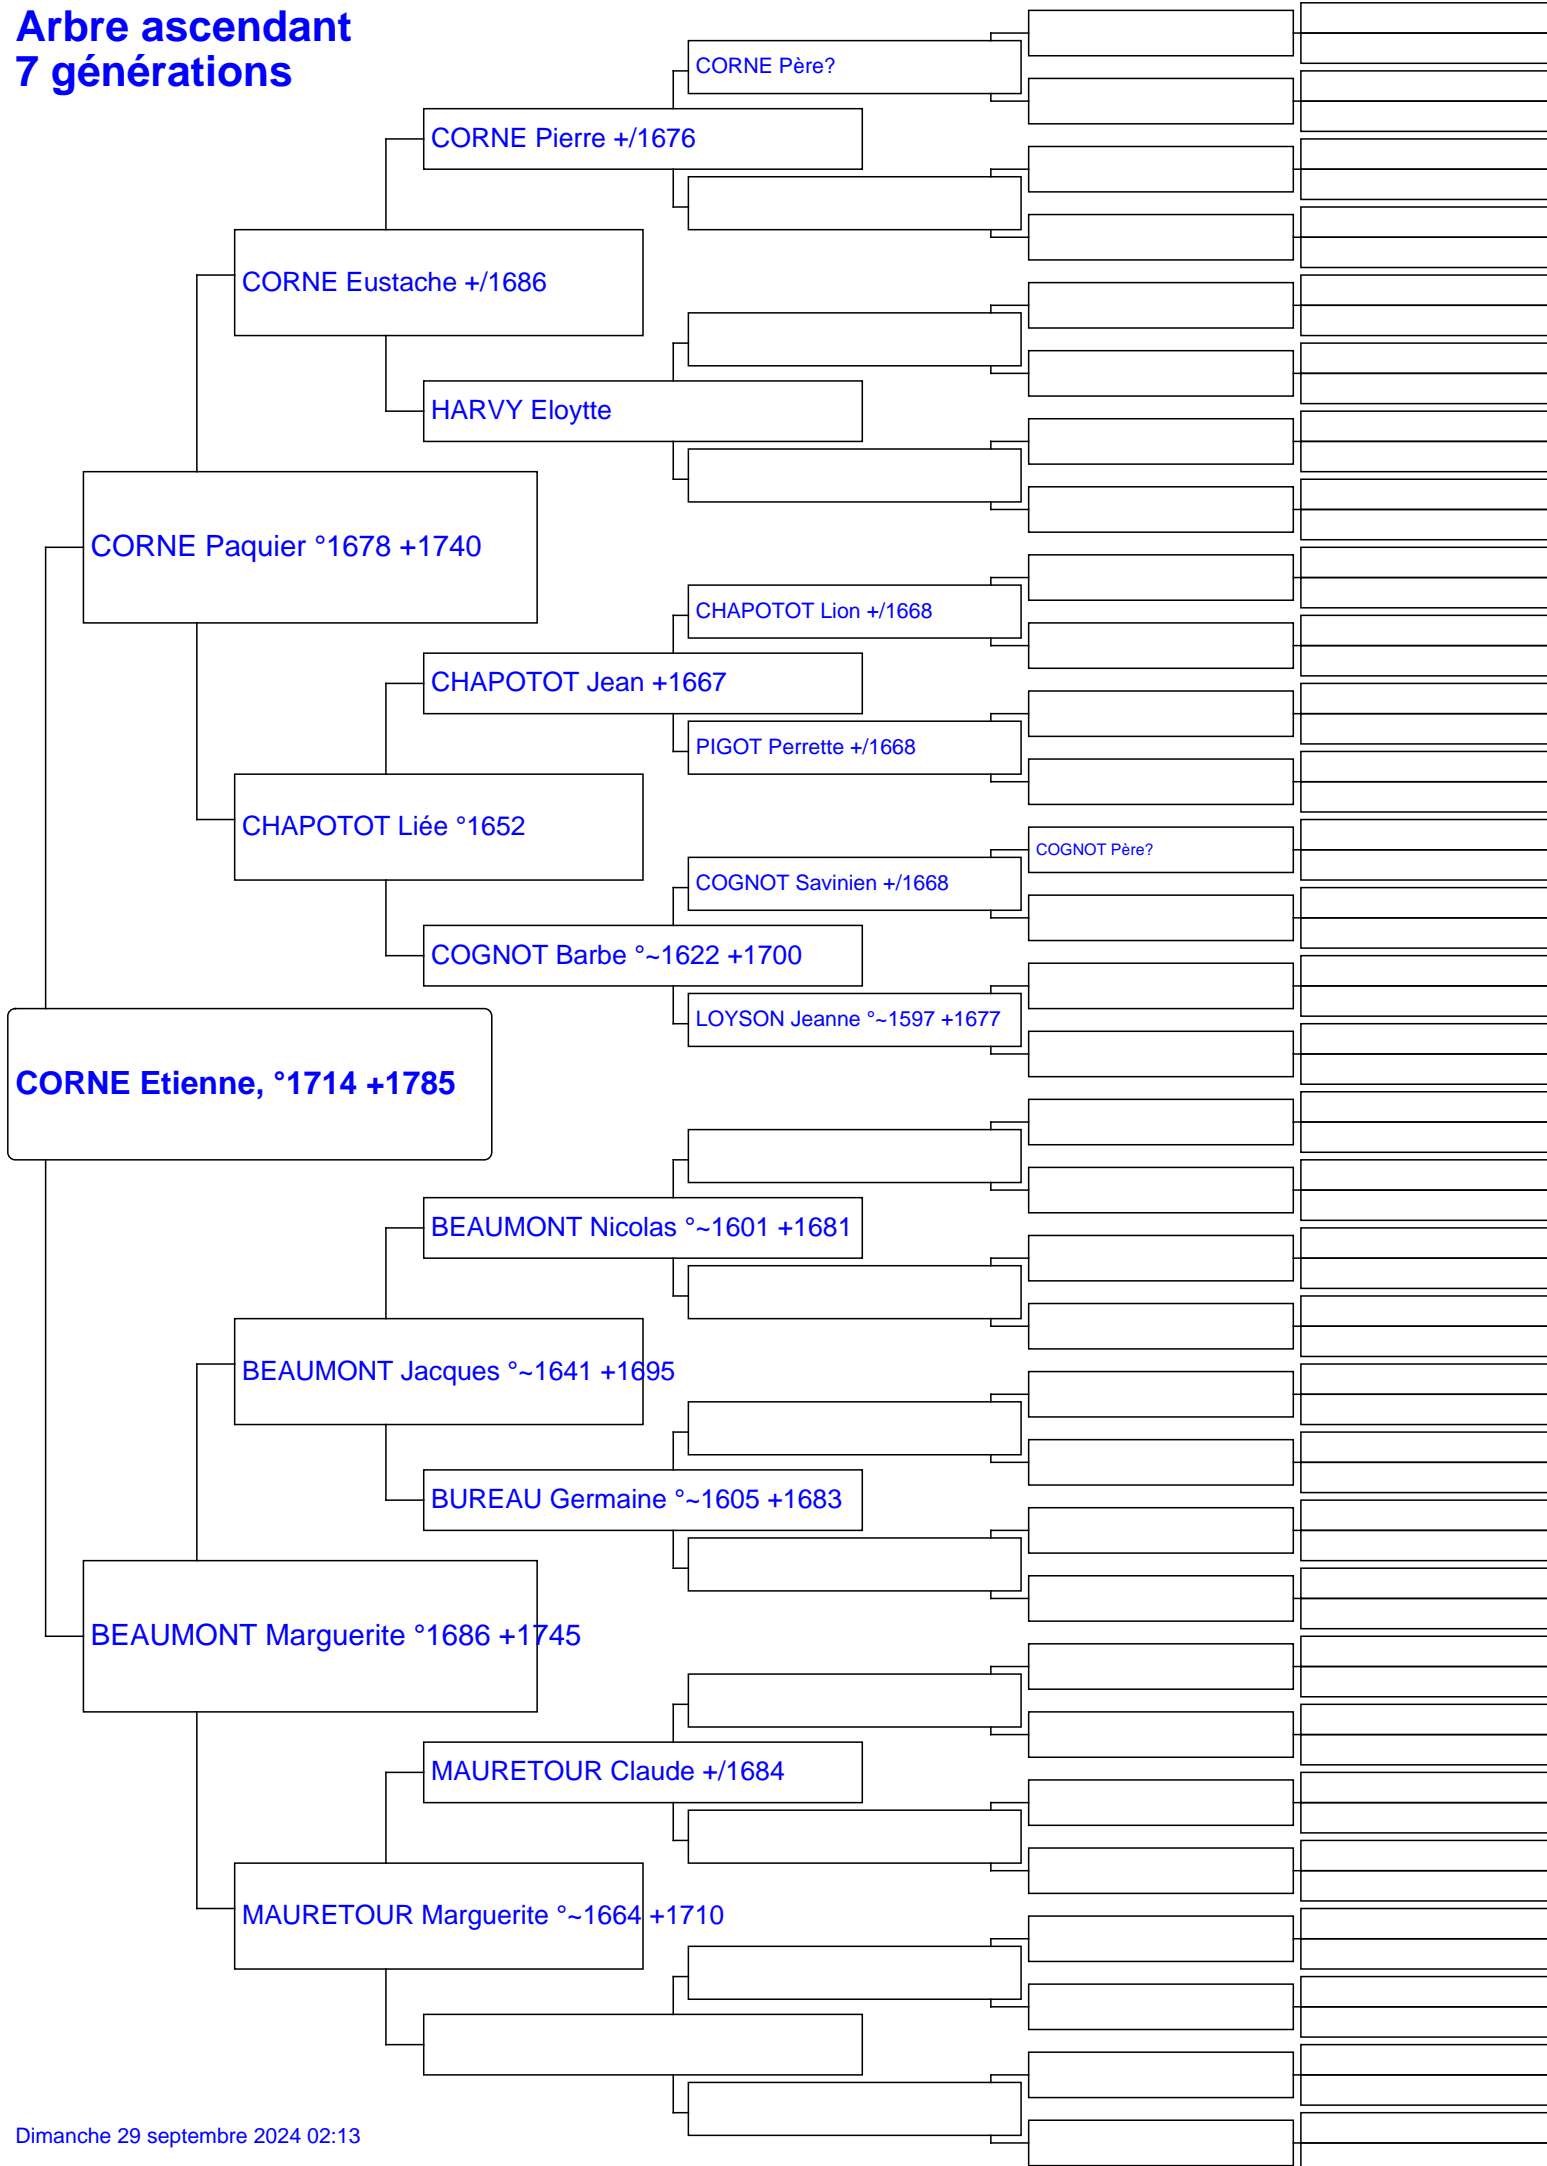 Arbre ascendant
7 générations
CORNE Père?
CORNE Pierre +/1676
CORNE Eustache +/1686
HARVY Eloytte
CORNE Paquier °1678 +1740
CHAPOTOT Lion +/1668
CHAPOTOT Jean +1667
PIGOT Perrette +/1668
CHAPOTOT Liée °1652
COGNOT Père?
COGNOT Savinien +/1668
COGNOT Barbe °~1622 +1700
LOYSON Jeanne °~1597 +1677
CORNE Etienne, °1714 +1785
BEAUMONT Nicolas °~1601 +1681
BEAUMONT Jacques °~1641 +1695
BUREAU Germaine °~1605 +1683
BEAUMONT Marguerite °1686 +1745
MAURETOUR Claude +/1684
MAURETOUR Marguerite °~1664 +1710
Dimanche 29 septembre 2024 02:13